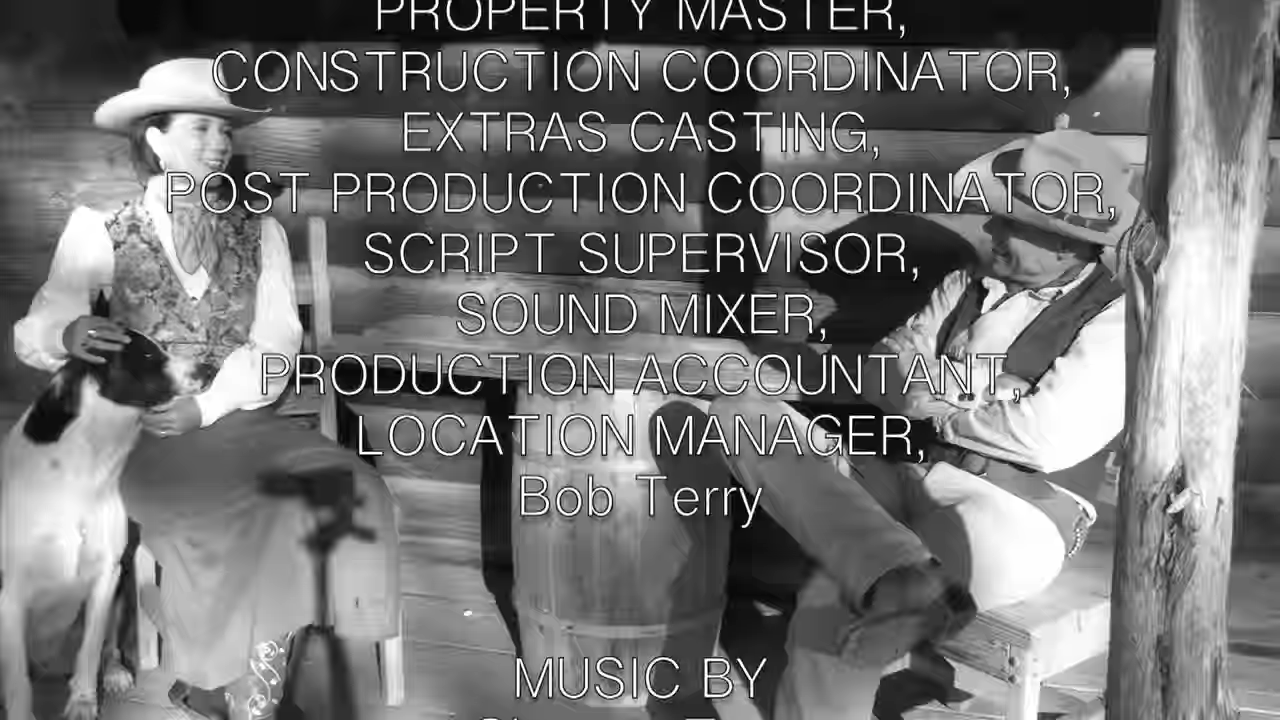 PROPERTY MASTER,
CONSTRUCTION COORDINATOR,
EXTRAS CASTING,
POST PRODUCTION COORDINATOR,
SCRIPT SUPERVISOR,
SOUND MIXER,
PRODUCTION ACCOUNTANT,
LOCATION MANAGER,
Bob Terry
MUSIC BY